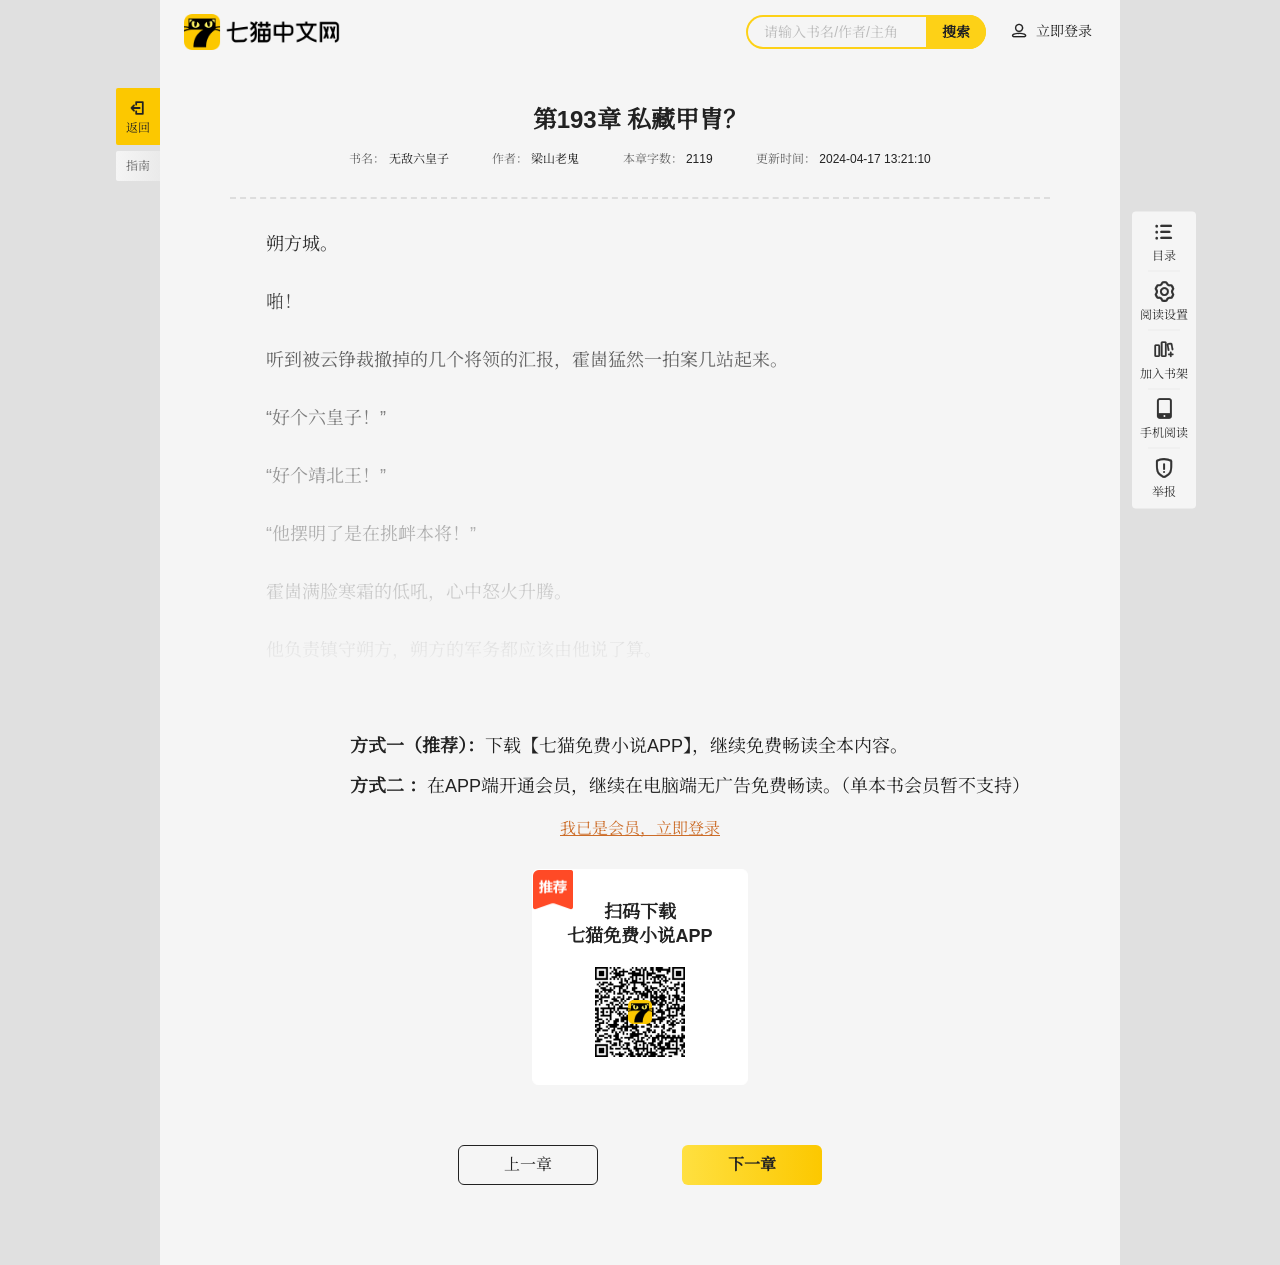 七猫中文网
请输入书名/作者/主角
搜索
立即登录
返回
指南
第193章 私藏甲胄？
书名： 无敌六皇子 作者： 梁山老鬼 本章字数： 2119 更新时间： 2024-04-17 13:21:10
朔方城。
啪！
听到被云铮裁撤掉的几个将领的汇报，霍崮猛然一拍案几站起来。
“好个六皇子！”
“好个靖北王！”
“他摆明了是在挑衅本将！”
霍崮满脸寒霜的低吼，心中怒火升腾。
他负责镇守朔方，朔方的军务都应该由他说了算。
目录
阅读设置
加入书架
手机阅读
举报
方式一（推荐）：下载【七猫免费小说APP】，继续免费畅读全本内容。
方式二 ：在APP端开通会员，继续在电脑端无广告免费畅读。（单本书会员暂不支持）
我已是会员，立即登录
推荐
扫码下载
七猫免费小说APP
上一章
下一章